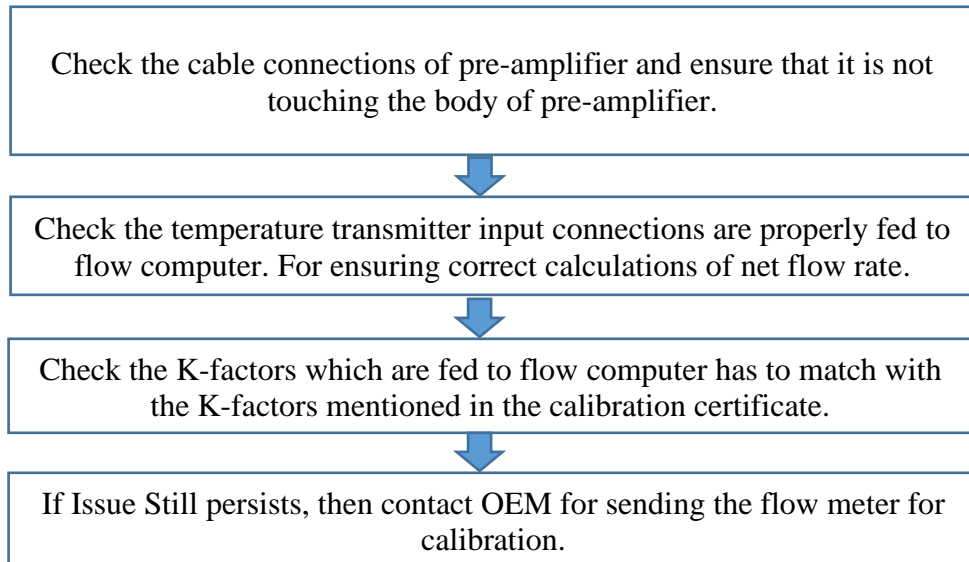 Check the cable connections of pre-amplifier and ensure that it is not
touching the body of pre-amplifier.
Check the temperature transmitter input connections are properly fed to
flow computer. For ensuring correct calculations of net flow rate.
Check the K-factors which are fed to flow computer has to match with
the K-factors mentioned in the calibration certificate.
If Issue Still persists, then contact OEM for sending the flow meter for
calibration.